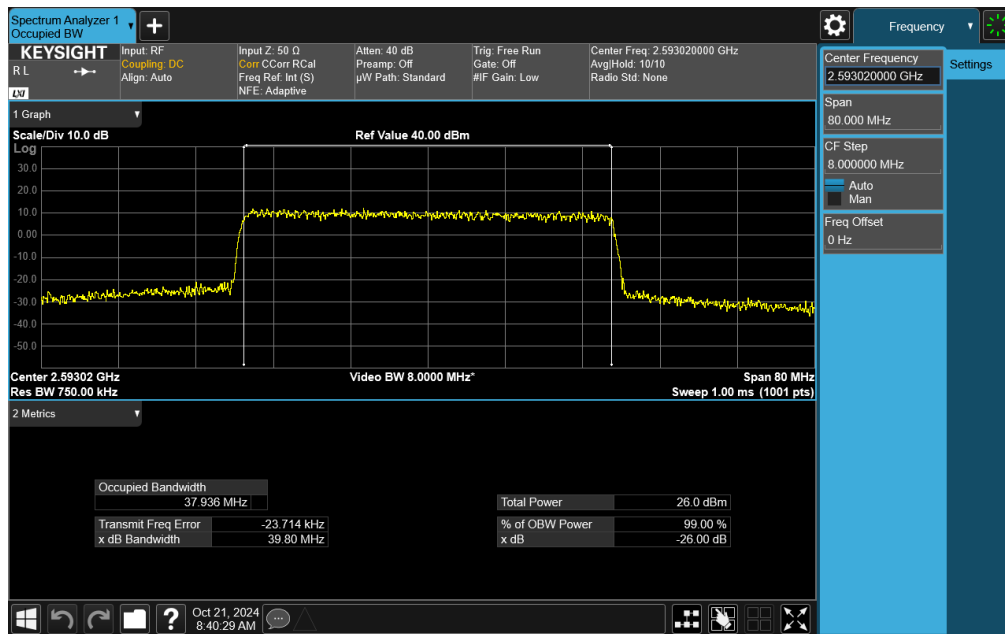 Spectrum Analyzer 1
Occupied BW
Frequency
KEYSIGHT
R L
LXI
Input: RF
Coupling: DC
Align: Auto
Input Z: 50 Ω
Corr CCorr RCal
Freq Ref: Int (S)
NFE: Adaptive
Atten: 40 dB
Preamp: Off
µW Path: Standard
Trig: Free Run
Gate: Off
#IF Gain: Low
Center Freq: 2.593020000 GHz
Avg|Hold: 10/10
Radio Std: None
Center Frequency
2.593020000 GHz
Settings
Span
80.000 MHz
CF Step
8.000000 MHz
Auto
Man
Freq Offset
0 Hz
1 Graph
Scale/Div 10.0 dB
Ref Value 40.00 dBm
Log
30.0
20.0
10.0
0.00
-10.0
-20.0
-30.0
-40.0
-50.0
Center 2.59302 GHz
Video BW 8.0000 MHz*
Span 80 MHz
Res BW 750.00 kHz
Sweep 1.00 ms (1001 pts)
2 Metrics
Occupied Bandwidth
37.936 MHz
Total Power 26.0 dBm
Transmit Freq Error -23.714 kHz
% of OBW Power 99.00 %
x dB Bandwidth 39.80 MHz
x dB -26.00 dB
?
Oct 21, 2024
8:40:29 AM